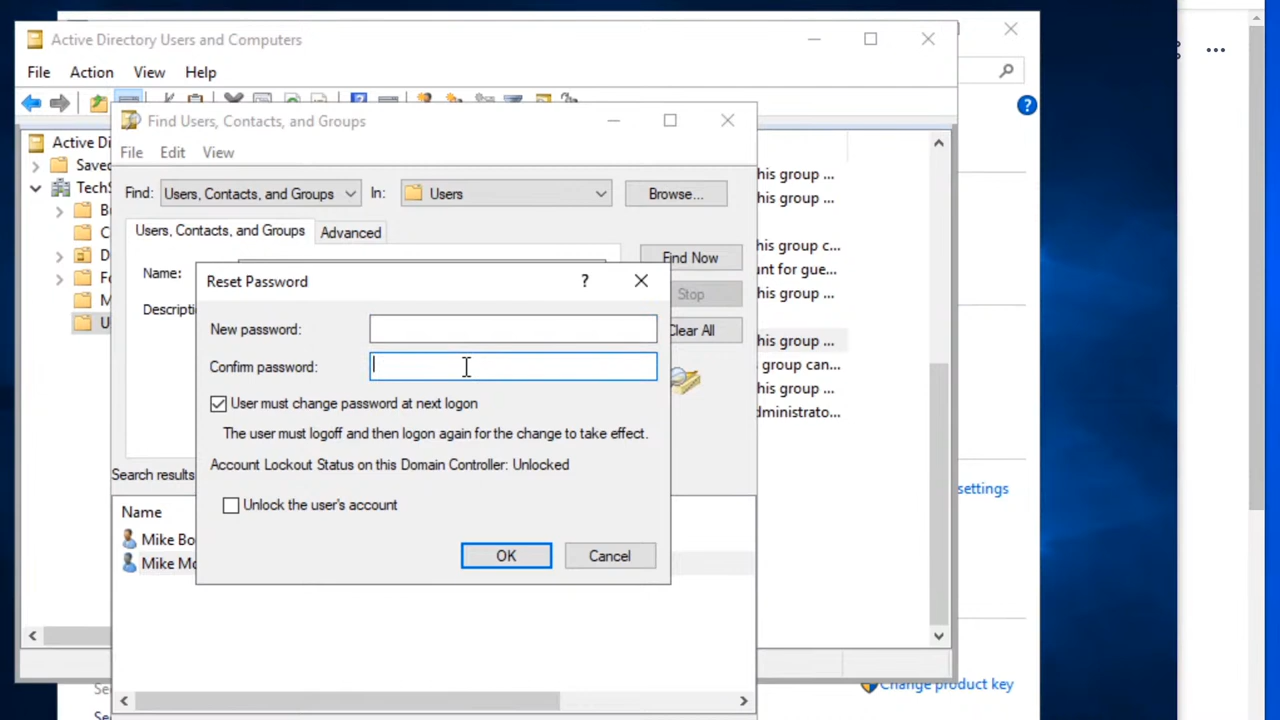 Active Directory Users and Computers
File Action View Help
Find Users, Contacts, and Groups
File Edit View
Find: Users, Contacts, and Groups In: Users Browse...
Users, Contacts, and Groups Advanced
Name:
Find Now
Stop
Clear All
Reset Password
?
New password:
Confirm password:
User must change password at next logon
The user must logoff and then logon again for the change to take effect.
Account Lockout Status on this Domain Controller: Unlocked
Unlock the user's account
OK Cancel
Search results
Name
Mike Bo
Mike Mc
Active Di
Saved
TechS
his group ...
his group ...
his group c...
nt for gue...
his group ...
his group ...
group can...
his group ...
dministrato...
settings
Change product key